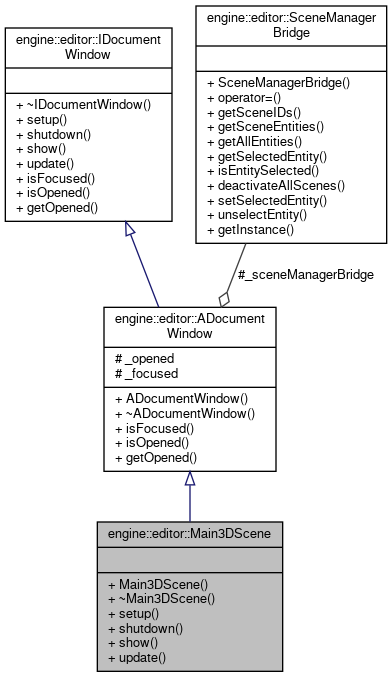 engine::editor::IDocument
Window
+ ~IDocumentWindow()
+ setup()
+ shutdown()
+ show()
+ update()
+ isFocused()
+ isOpened()
+ getOpened()
engine::editor::SceneManager
Bridge
+ SceneManagerBridge()
+ operator=()
+ getSceneIDs()
+ getSceneEntities()
+ getAllEntities()
+ getSelectedEntity()
+ isEntitySelected()
+ deactivateAllScenes()
+ setSelectedEntity()
+ unselectEntity()
+ getInstance()
#_sceneManagerBridge
engine::editor::ADocument
Window
# _opened
# _focused
+ ADocumentWindow()
+ ~ADocumentWindow()
+ isFocused()
+ isOpened()
+ getOpened()
engine::editor::Main3DScene
+ Main3DScene()
+ ~Main3DScene()
+ setup()
+ shutdown()
+ show()
+ update()